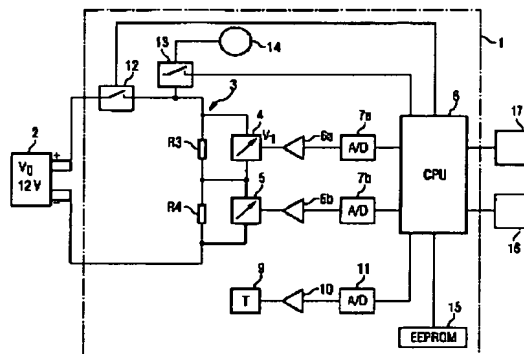 1
13
14
12
3
4
V1
6a
7a
A/D
8
17
2
+
V0
12 V
−
R3
CPU
5
R4
6b
7b
A/D
16
9
T
10
11
A/D
15
EEPROM